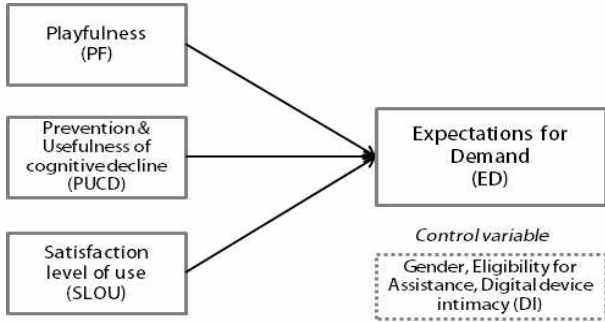 Playfulness
(PF)
Prevention &
Usefulness of
cognitive decline
(PUCD)
Satisfaction
level of use
(SLOU)
Expectations for
Demand
(ED)
Control variable
Gender, Eligibility for
Assistance, Digital device
intimacy (DI)